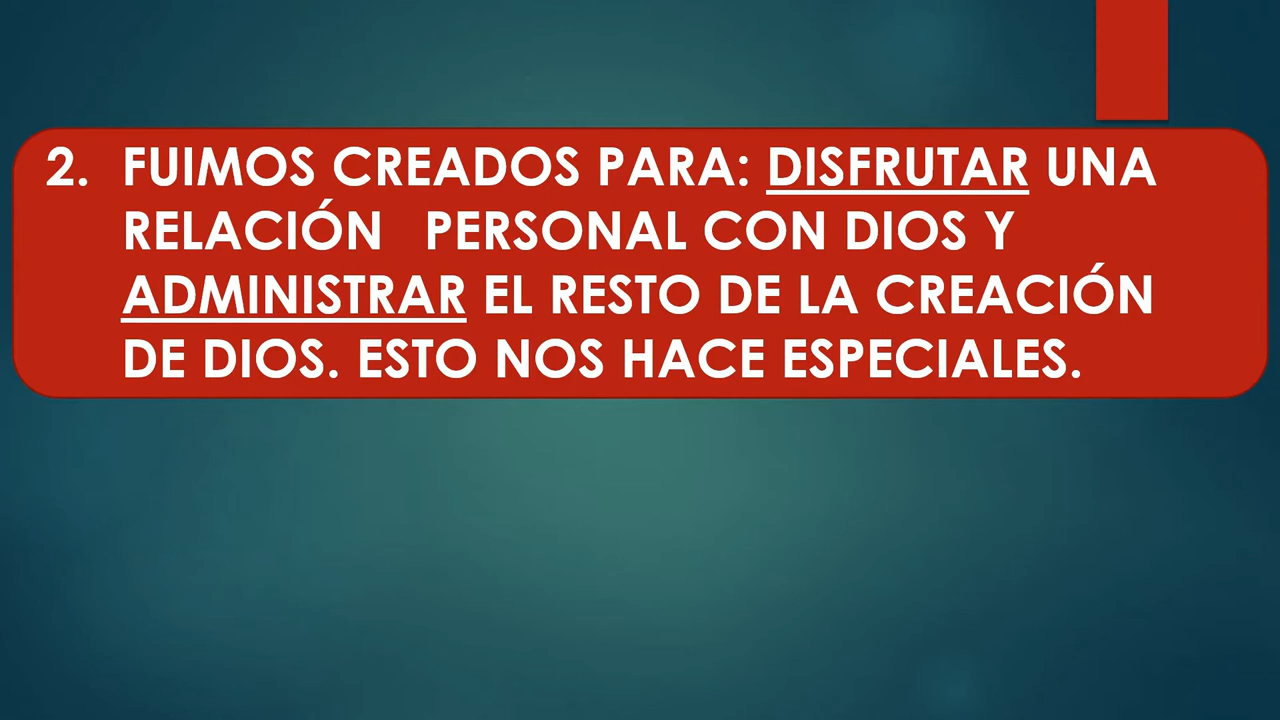 2. FUIMOS CREADOS PARA: DISFRUTAR UNA
RELACIÓN PERSONAL CON DIOS Y
ADMINISTRAR EL RESTO DE LA CREACIÓN
DE DIOS. ESTO NOS HACE ESPECIALES.